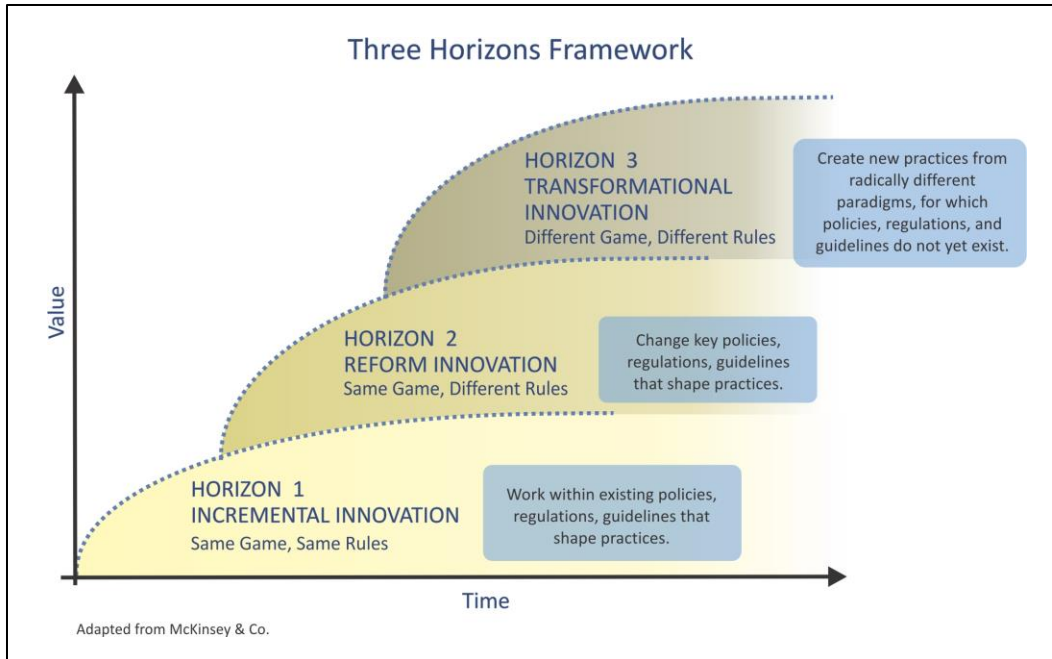 Three Horizons Framework
Value
HORIZON 3
TRANSFORMATIONAL
INNOVATION
Different Game, Different Rules
Create new practices from
radically different
paradigms, for which
policies, regulations, and
guidelines do not yet exist.
HORIZON 2
REFORM INNOVATION
Same Game, Different Rules
Change key policies,
regulations, guidelines
that shape practices.
HORIZON 1
INCREMENTAL INNOVATION
Same Game, Same Rules
Work within existing policies,
regulations, guidelines that
shape practices.
Time
Adapted from McKinsey & Co.